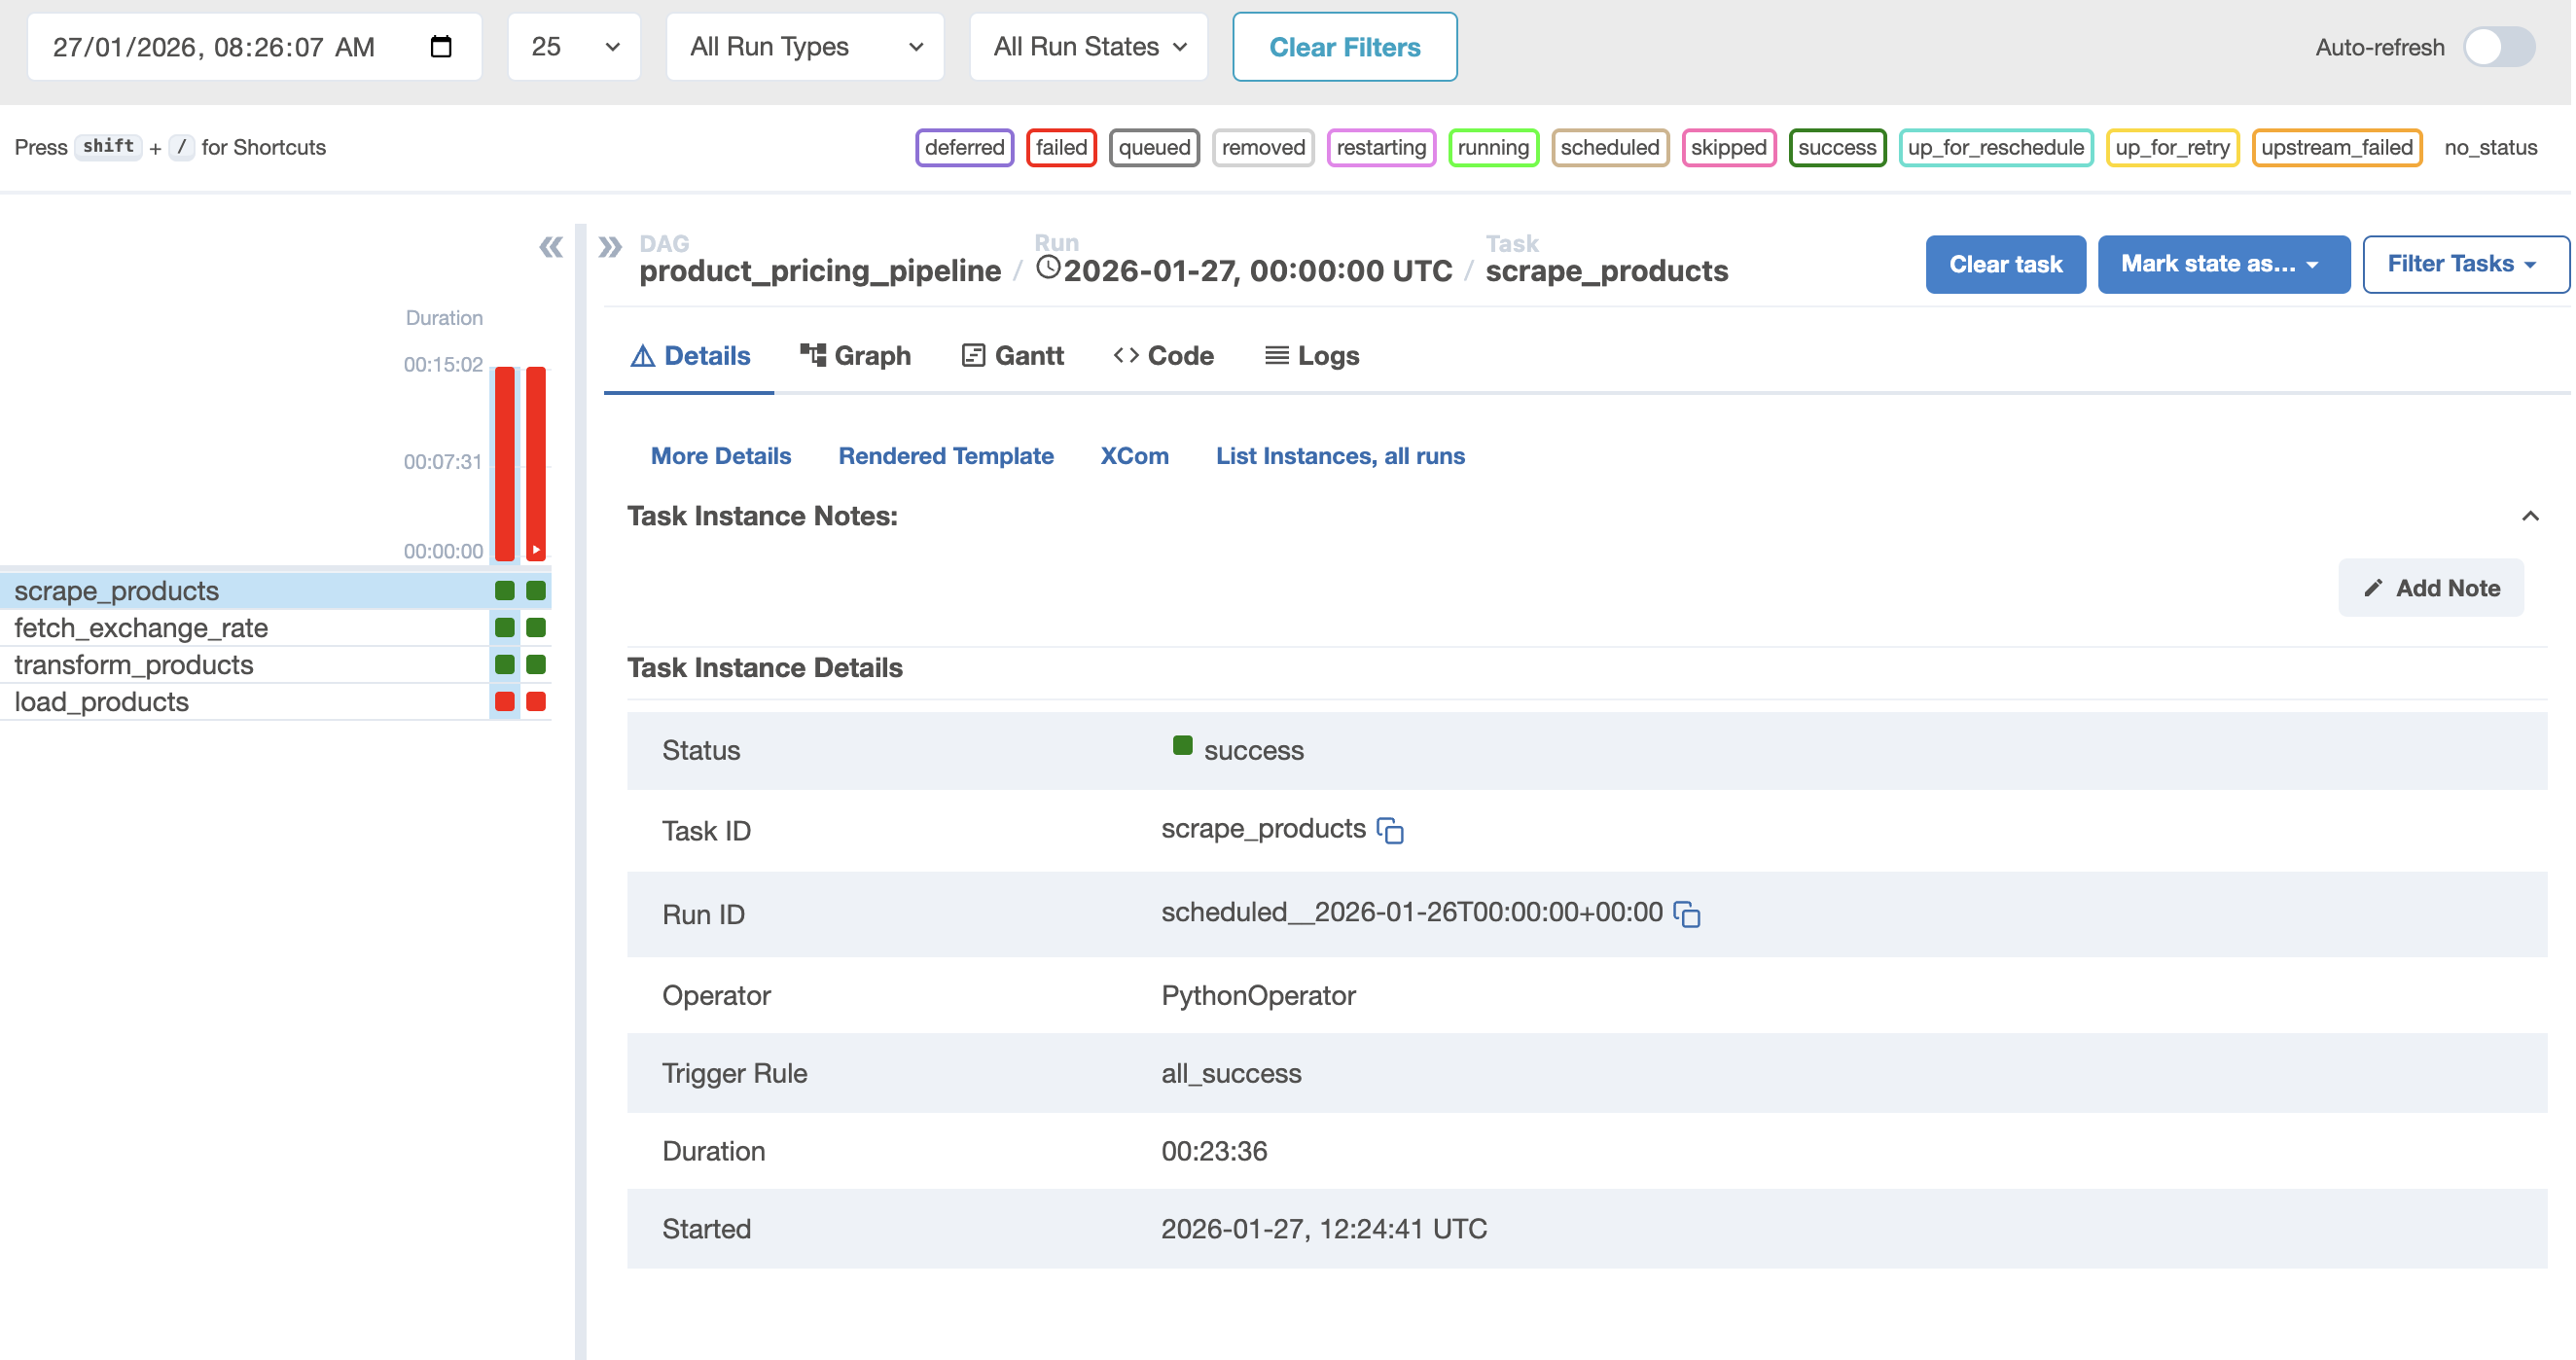 27/01/2026, 08:26:07 AM
25
All Run Types
All Run States
Clear Filters
Auto-refresh
Press shift + / for Shortcuts
deferred failed queued removed restarting running scheduled skipped success up_for_reschedule up_for_retry upstream_failed no_status
DAG
product_pricing_pipeline
/
Run
2026-01-27, 00:00:00 UTC
/
Task
scrape_products
Clear task
Mark state as...
Filter Tasks
Duration
00:15:02
00:07:31
00:00:00
scrape_products
fetch_exchange_rate
transform_products
load_products
Details
Graph
Gantt
Code
Logs
More Details
Rendered Template
XCom
List Instances, all runs
Task Instance Notes:
Add Note
Task Instance Details
Status success
Task ID scrape_products
Run ID scheduled__2026-01-26T00:00:00+00:00
Operator PythonOperator
Trigger Rule all_success
Duration 00:23:36
Started 2026-01-27, 12:24:41 UTC